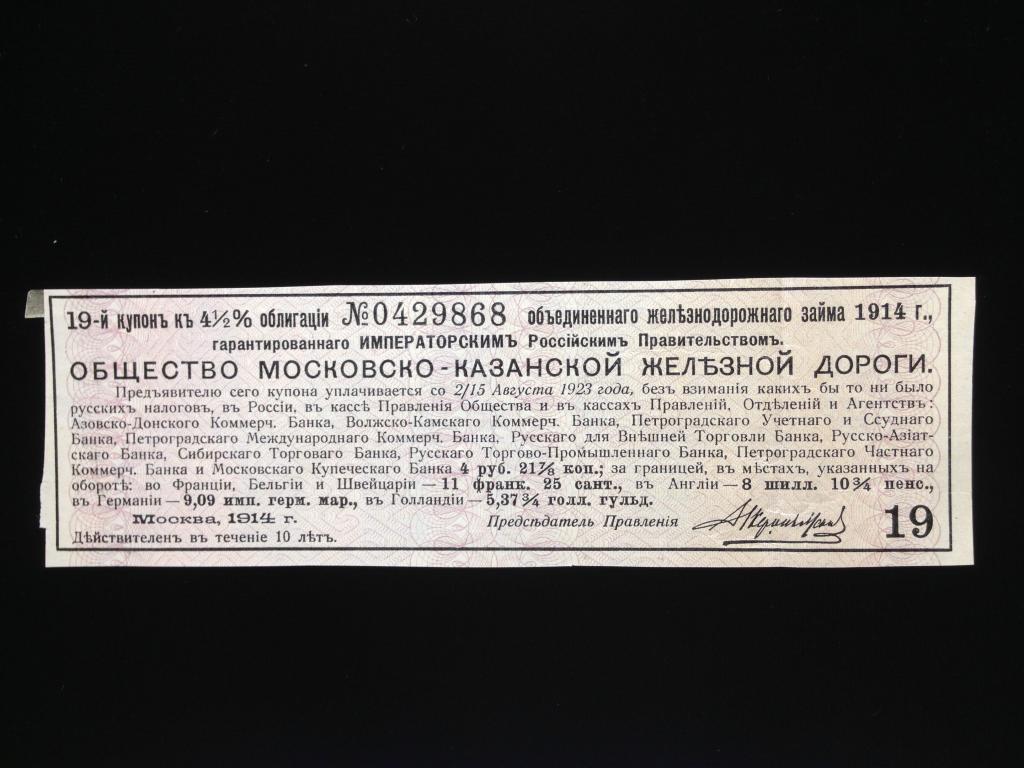 19-й купонъ къ 4½% облигаціи №0429868 объединеннаго желѣзнодорожнаго займа 1914 г.,
гарантированнаго ИМПЕРАТОРСКИМЪ Россійскимъ Правительствомъ.
ОБЩЕСТВО МОСКОВСКО-КАЗАНСКОЙ ЖЕЛѢЗНОЙ ДОРОГИ.
Предъявителю сего купона уплачивается со 2/15 Августа 1923 года, безъ взиманія какихъ бы то ни было
русскихъ налоговъ, въ Россіи, въ кассѣ Правленія Общества и въ кассахъ Правленій, Отдѣленій и Агентствъ:
Азовско-Донского Коммерч. Банка, Волжско-Камскаго Коммерч. Банка, Петроградскаго Учетнаго и Ссуднаго
Банка, Петроградскаго Международнаго Коммерч. Банка, Русскаго для Внѣшней Торговли Банка, Русско-Азіат-
скаго Банка, Сибирскаго Торговаго Банка, Русскаго Торгово-Промышленнаго Банка, Петроградскаго Частнаго
Коммерч. Банка и Московскаго Купеческаго Банка 4 руб. 21⅞ коп.; за границей, въ мѣстахъ, указанныхъ на
оборотѣ: во Франціи, Бельгіи и Швейцаріи—11 франк. 25 сант., въ Англіи—8 шилл. 10¾ пенс.,
въ Германіи—9,09 имп. герм. мар., въ Голландіи—5,37¾ голл. гульд.
Москва, 1914 г. Предсѣдатель Правленія 19
Дѣйствителенъ въ теченіе 10 лѣтъ.